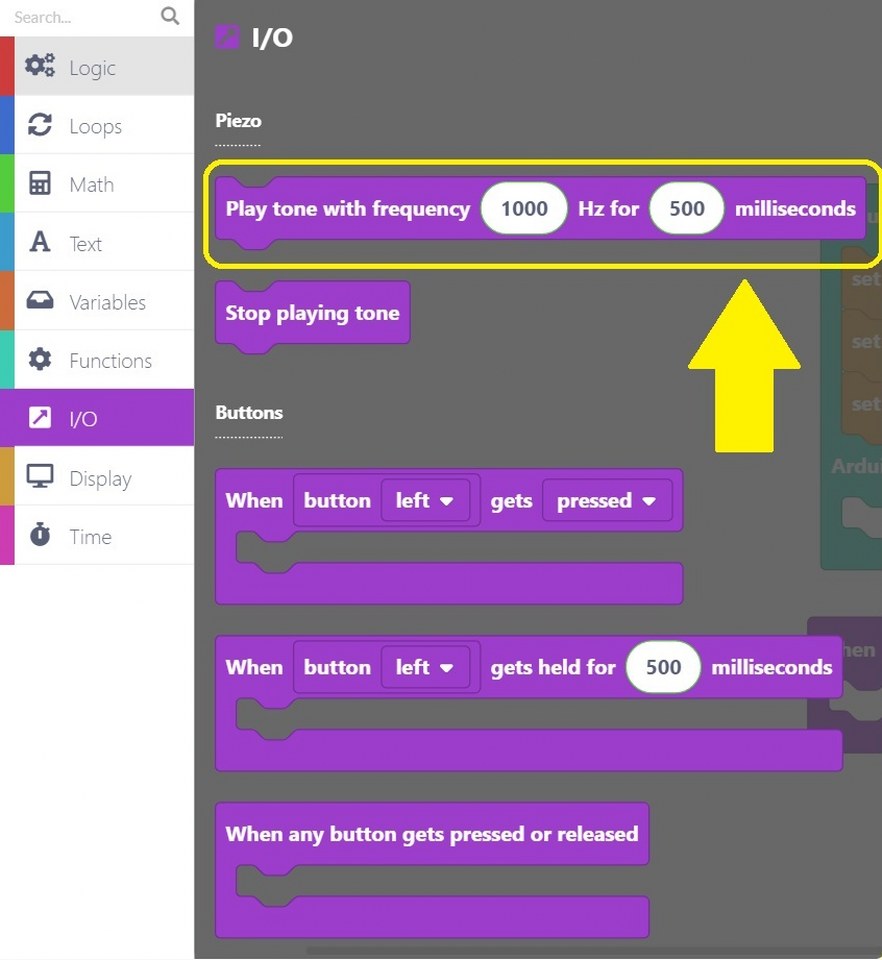 Search...
Logic
Loops
Math
Text
Variables
Functions
I/O
Display
Time
I/O
Piezo
Play tone with frequency 1000 Hz for 500 milliseconds
Stop playing tone
Buttons
When button left gets pressed
When button left gets held for 500 milliseconds
When any button gets pressed or released
set
set
set